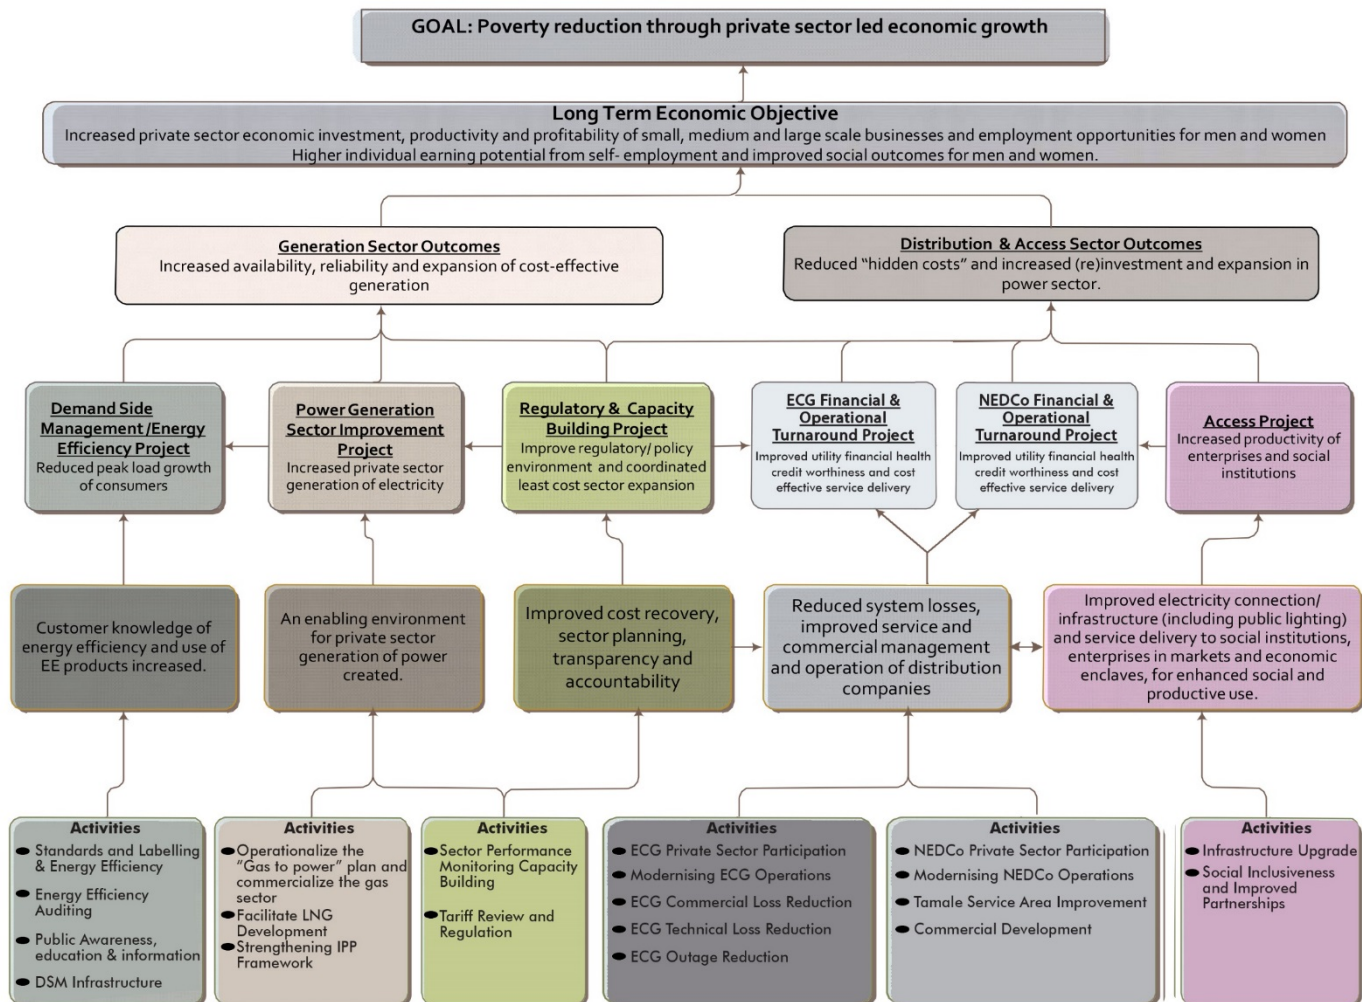 GOAL: Poverty reduction through private sector led economic growth
Long Term Economic Objective
Increased private sector economic investment, productivity and profitability of small, medium and large scale businesses and employment opportunities for men and women
Higher individual earning potential from self- employment and improved social outcomes for men and women.
Generation Sector Outcomes
Increased availability, reliability and expansion of cost-effective
generation
Distribution & Access Sector Outcomes
Reduced “hidden costs” and increased (re)investment and expansion in
power sector.
Demand Side
Management /Energy
Efficiency Project
Reduced peak load growth
of consumers
Power Generation
Sector Improvement
Project
Increased private sector
generation of electricity
Regulatory & Capacity
Building Project
Improve regulatory/ policy
environment and coordinated
least cost sector expansion
ECG Financial &
Operational
Turnaround Project
Improved utility financial health
credit worthiness and cost
effective service delivery
NEDCo Financial &
Operational
Turnaround Project
Improved utility financial health
credit worthiness and cost
effective service delivery
Access Project
Increased productivity of
enterprises and social
institutions
Customer knowledge of
energy efficiency and use of
EE products increased.
An enabling environment
for private sector
generation of power
created.
Improved cost recovery,
sector planning,
transparency and
accountability
Reduced system losses,
improved service and
commercial management
and operation of distribution
companies
Improved electricity connection/
infrastructure (including public lighting)
and service delivery to social institutions,
enterprises in markets and economic
enclaves, for enhanced social and
productive use.
Activities
Standards and Labelling
& Energy Efficiency
Energy Efficiency
Auditing
Public Awareness,
education & information
DSM Infrastructure
Activities
Operationalize the
“Gas to power” plan and
commercialize the gas
sector
Facilitate LNG
Development
Strengthening IPP
Framework
Activities
Sector Performance
Monitoring Capacity
Building
Tariff Review and
Regulation
Activities
ECG Private Sector Participation
Modernising ECG Operations
ECG Commercial Loss Reduction
ECG Technical Loss Reduction
ECG Outage Reduction
Activities
NEDCo Private Sector Participation
Modernising NEDCo Operations
Tamale Service Area Improvement
Commercial Development
Activities
Infrastructure Upgrade
Social Inclusiveness
and Improved
Partnerships